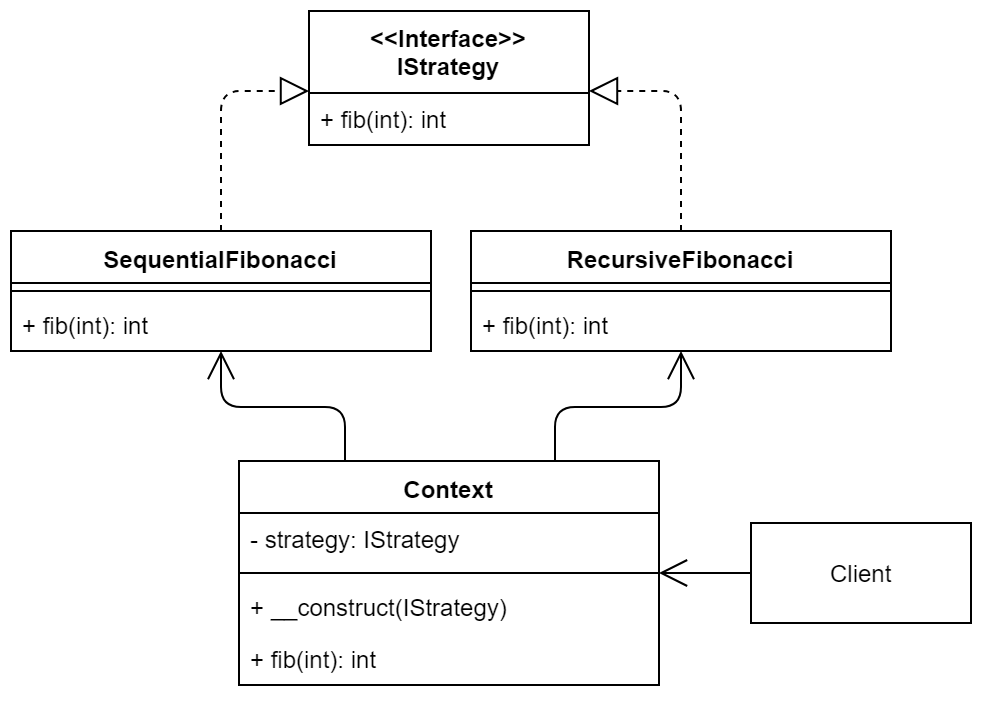 <<Interface>>
IStrategy
+ fib(int): int
SequentialFibonacci
+ fib(int): int
RecursiveFibonacci
+ fib(int): int
Context
- strategy: IStrategy
+ __construct(IStrategy)
+ fib(int): int
Client